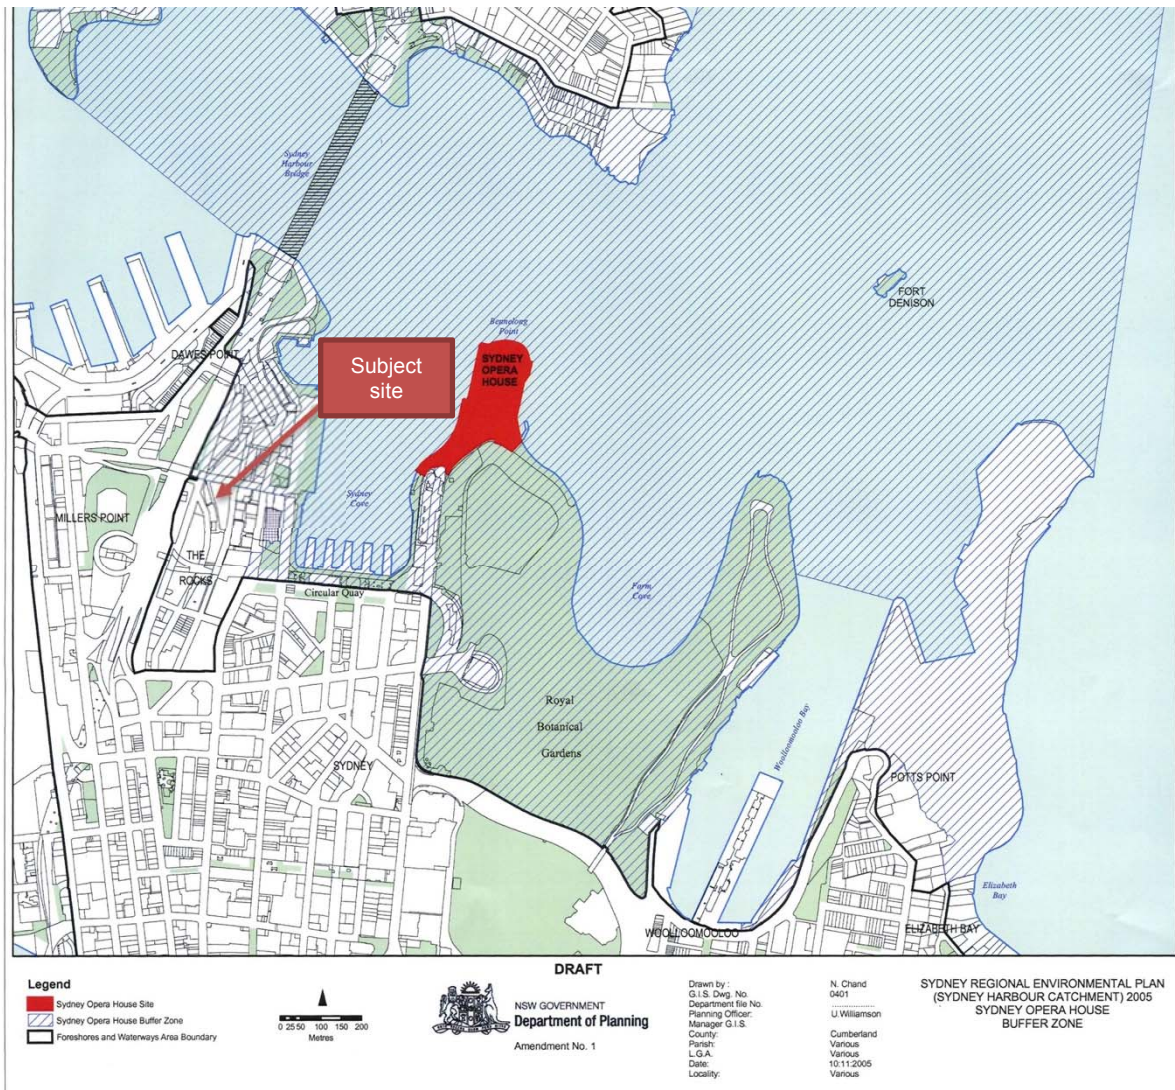 Sydney
Harbour
Bridge
FORT
DENISON
Bennelong
Point
DAWES POINT
Subject
site
SYDNEY
OPERA
HOUSE
Sydney
Cove
MILLERS POINT
THE
ROCKS
Circular Quay
Farm
Cove
Royal
Botanical
Gardens
Woolloomooloo Bay
SYDNEY
POTTS POINT
Elizabeth
Bay
WOOLLOOMOOLOO
ELIZABETH BAY
DRAFT
Legend
Sydney Opera House Site
Sydney Opera House Buffer Zone
Foreshores and Waterways Area Boundary
0 25 50 100 150 200
Metres
NSW GOVERNMENT
Department of Planning
Amendment No. 1
Drawn by : N. Chand
G.I.S. Dwg. No. 0401
Department file No. ...................
Planning Officer: U.Williamson
Manager G.I.S.
County: Cumberland
Parish: Various
L.G.A. Various
Date: 10:11:2005
Locality: Various
SYDNEY REGIONAL ENVIRONMENTAL PLAN
(SYDNEY HARBOUR CATCHMENT) 2005
SYDNEY OPERA HOUSE
BUFFER ZONE